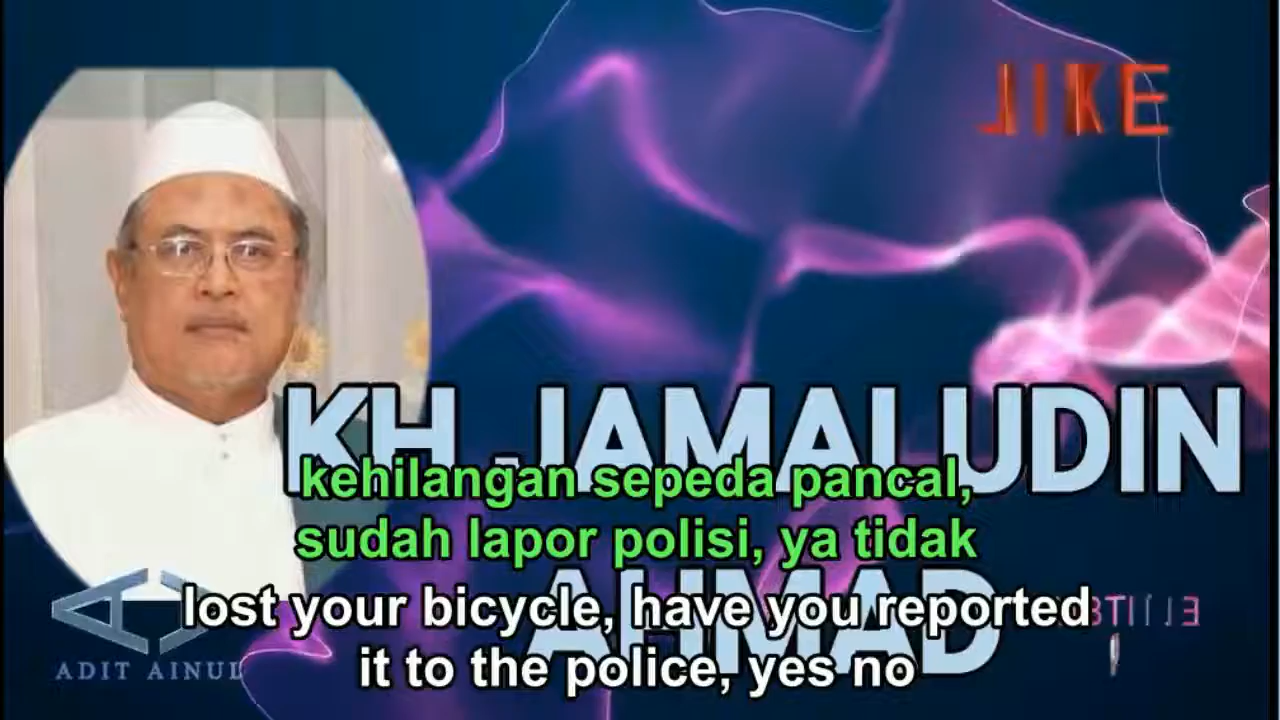 LIKE
KH JAMALUDIN
kehilangan sepeda pancal,
sudah lapor polisi, ya tidak
AHMAD
lost your bicycle, have you reported
it to the police, yes no
ADIT AINUL